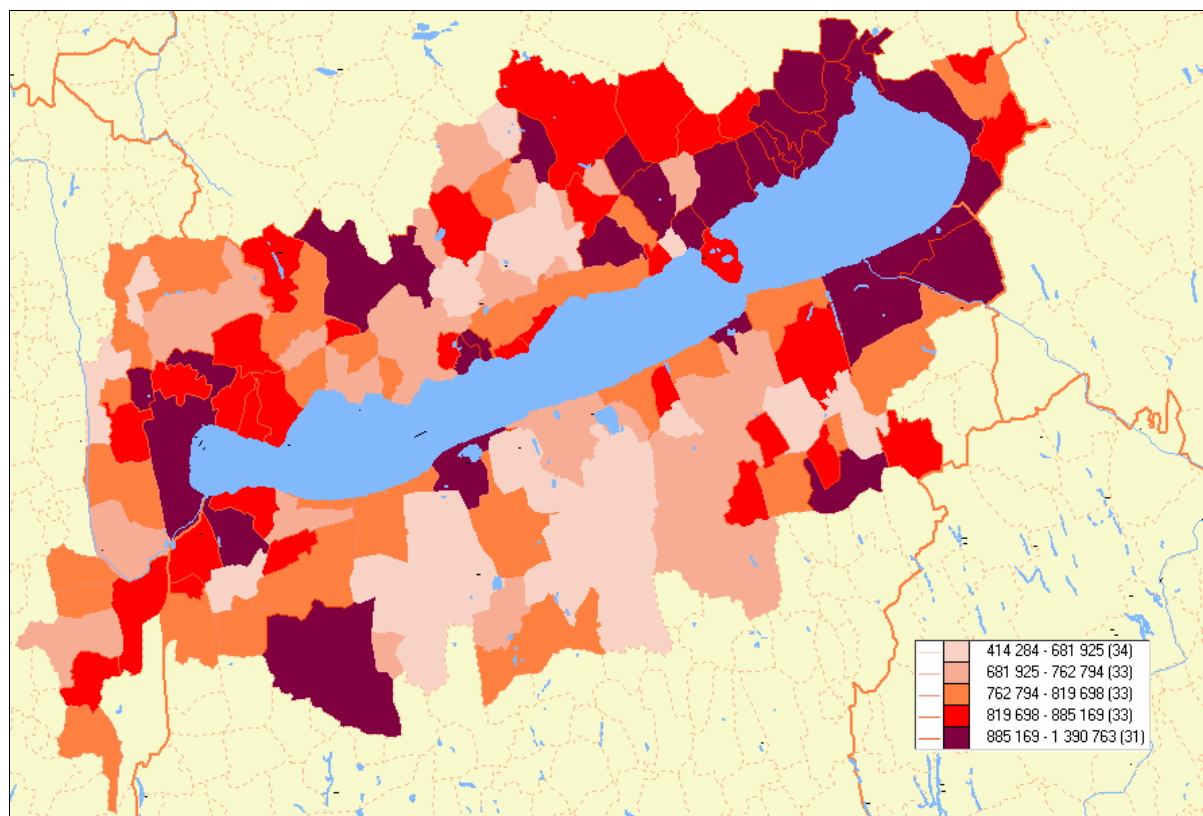 414 284 - 681 925 (34)
681 925 - 762 794 (33)
762 794 - 819 698 (33)
819 698 - 885 169 (33)
885 169 - 1 390 763 (31)